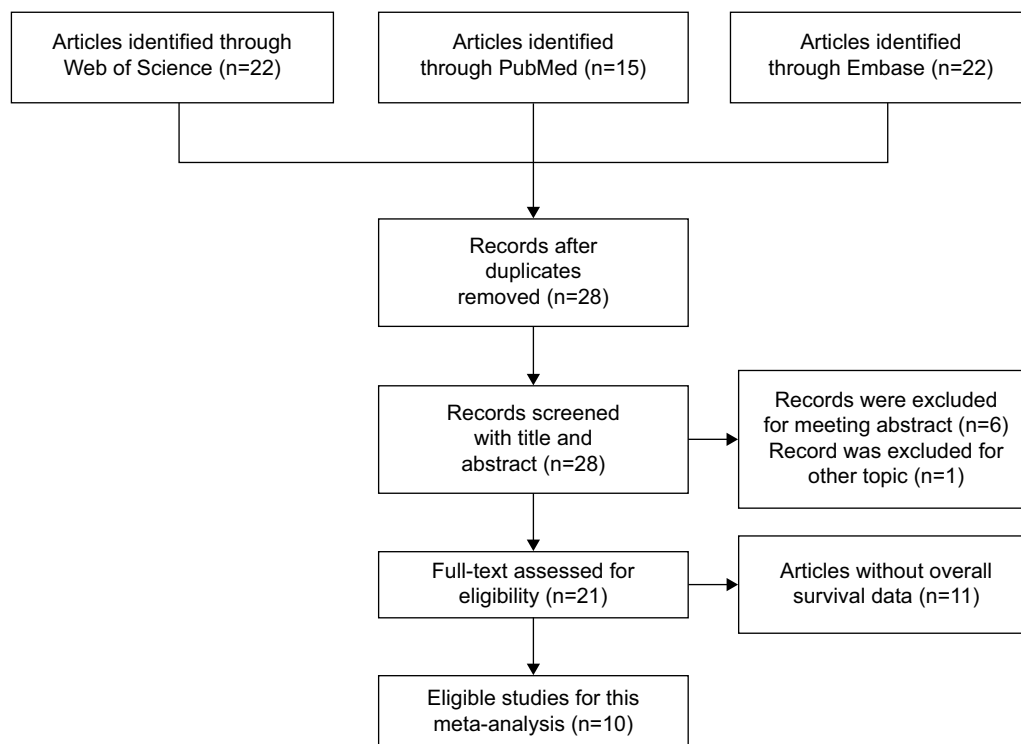 Articles identified through
Web of Science (n=22)
Articles identified
through PubMed (n=15)
Articles identified
through Embase (n=22)
Records after
duplicates
removed (n=28)
Records screened
with title and
abstract (n=28)
Records were excluded
for meeting abstract (n=6)
Record was excluded for
other topic (n=1)
Full-text assessed for
eligibility (n=21)
Articles without overall
survival data (n=11)
Eligible studies for this
meta-analysis (n=10)